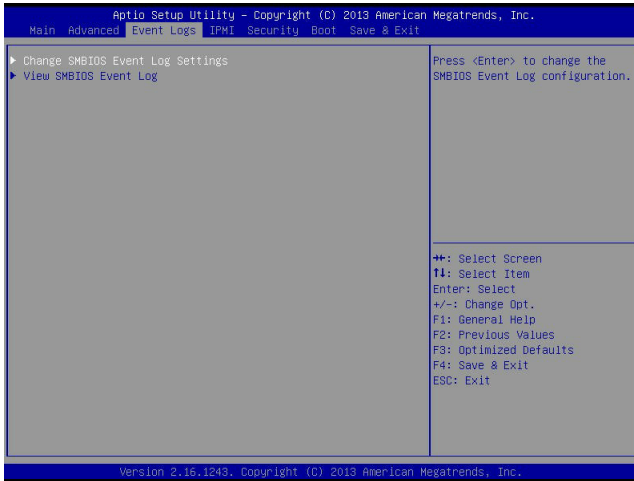 Aptio Setup Utility – Copyright (C) 2013 American Megatrends, Inc.
Main Advanced Event Logs IPMI Security Boot Save & Exit
▶ Change SMBIOS Event Log Settings
▶ View SMBIOS Event Log
Press <Enter> to change the
SMBIOS Event Log configuration.
→←: Select Screen
↑↓: Select Item
Enter: Select
+/-: Change Opt.
F1: General Help
F2: Previous Values
F3: Optimized Defaults
F4: Save & Exit
ESC: Exit
Version 2.16.1243. Copyright (C) 2013 American Megatrends, Inc.